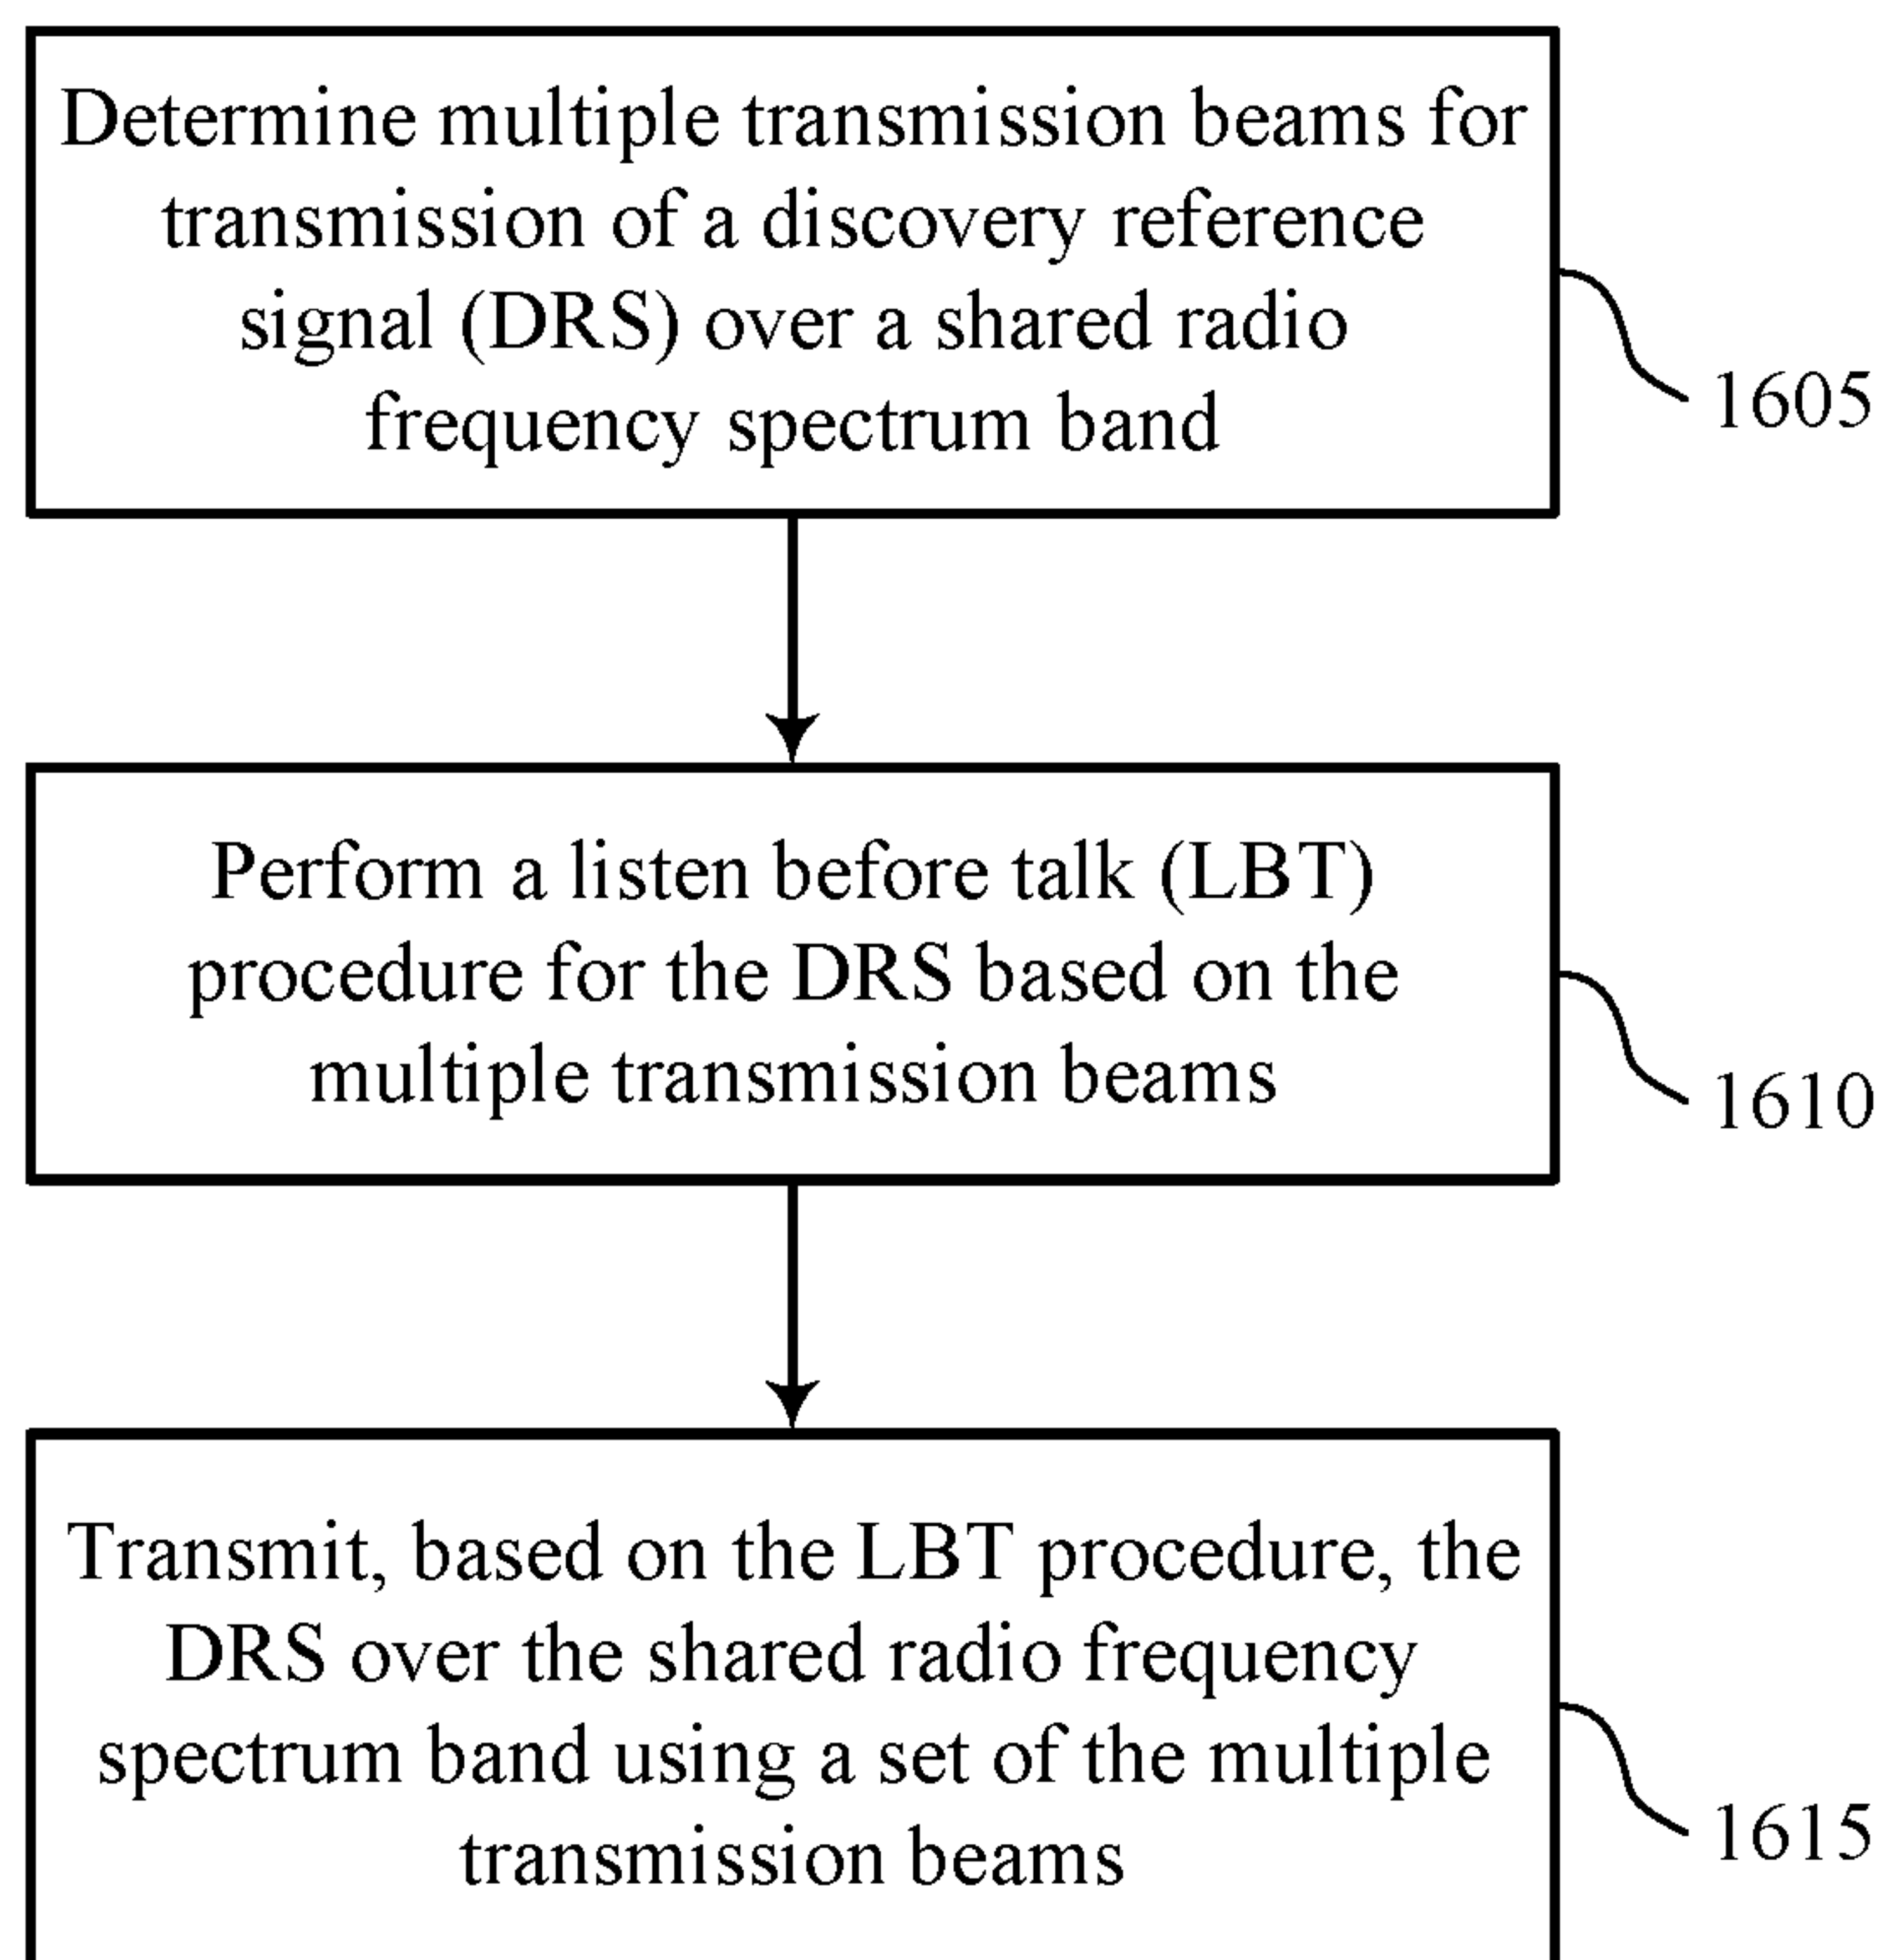 Determine multiple transmission beams for
transmission of a discovery reference
signal (DRS) over a shared radio
frequency spectrum band
1605
Perform a listen before talk (LBT)
procedure for the DRS based on the
multiple transmission beams
1610
Transmit, based on the LBT procedure, the
DRS over the shared radio frequency
spectrum band using a set of the multiple
transmission beams
1615